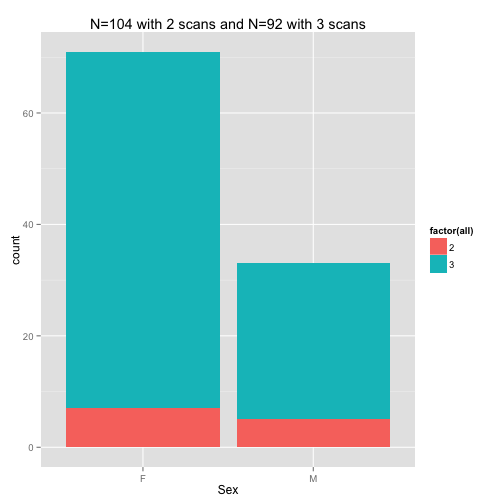 N=104 with 2 scans and N=92 with 3 scans
count
60
40
20
0
F
M
Sex
factor(all)
2
3